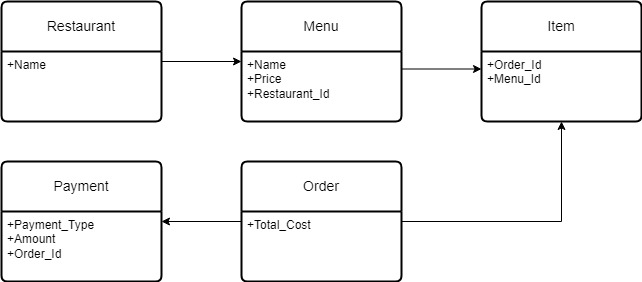 Restaurant
+Name
Menu
+Name
+Price
+Restaurant_Id
Item
+Order_Id
+Menu_Id
Payment
+Payment_Type
+Amount
+Order_Id
Order
+Total_Cost